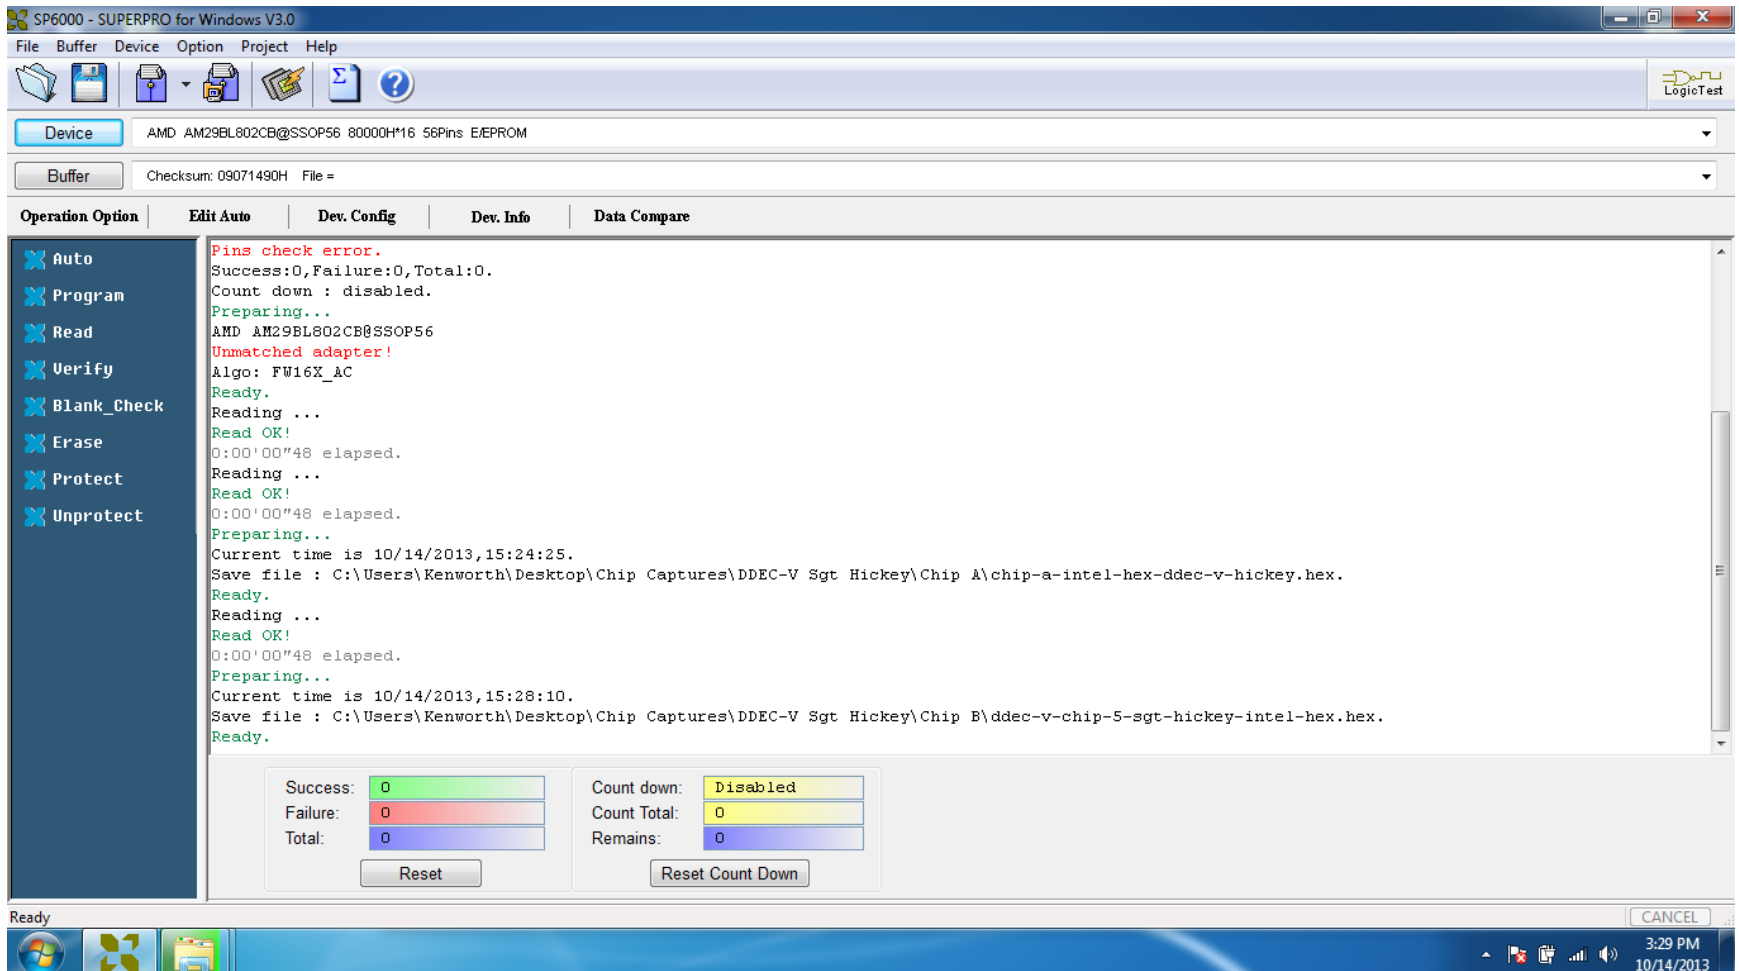 SP6000 - SUPERPRO for Windows V3.0
File Buffer Device Option Project Help
Σ ?
LogicTest
Device AMD AM29BL802CB@SSOP56 80000H*16 56Pins E/EPROM
Buffer Checksum: 09071490H File =
Operation Option Edit Auto Dev. Config Dev. Info Data Compare
Auto
Program
Read
Verify
Blank_Check
Erase
Protect
Unprotect
Pins check error.
Success:0,Failure:0,Total:0.
Count down : disabled.
Preparing...
AMD AM29BL802CB@SSOP56
Unmatched adapter!
Algo: FW16X_AC
Ready.
Reading ...
Read OK!
0:00'00"48 elapsed.
Reading ...
Read OK!
0:00'00"48 elapsed.
Preparing...
Current time is 10/14/2013,15:24:25.
Save file : C:\Users\Kenworth\Desktop\Chip Captures\DDEC-V Sgt Hickey\Chip A\chip-a-intel-hex-ddec-v-hickey.hex.
Ready.
Reading ...
Read OK!
0:00'00"48 elapsed.
Preparing...
Current time is 10/14/2013,15:28:10.
Save file : C:\Users\Kenworth\Desktop\Chip Captures\DDEC-V Sgt Hickey\Chip B\ddec-v-chip-5-sgt-hickey-intel-hex.hex.
Ready.
Success: 0
Failure: 0
Total: 0
Reset
Count down: Disabled
Count Total: 0
Remains: 0
Reset Count Down
Ready
CANCEL
3:29 PM
10/14/2013